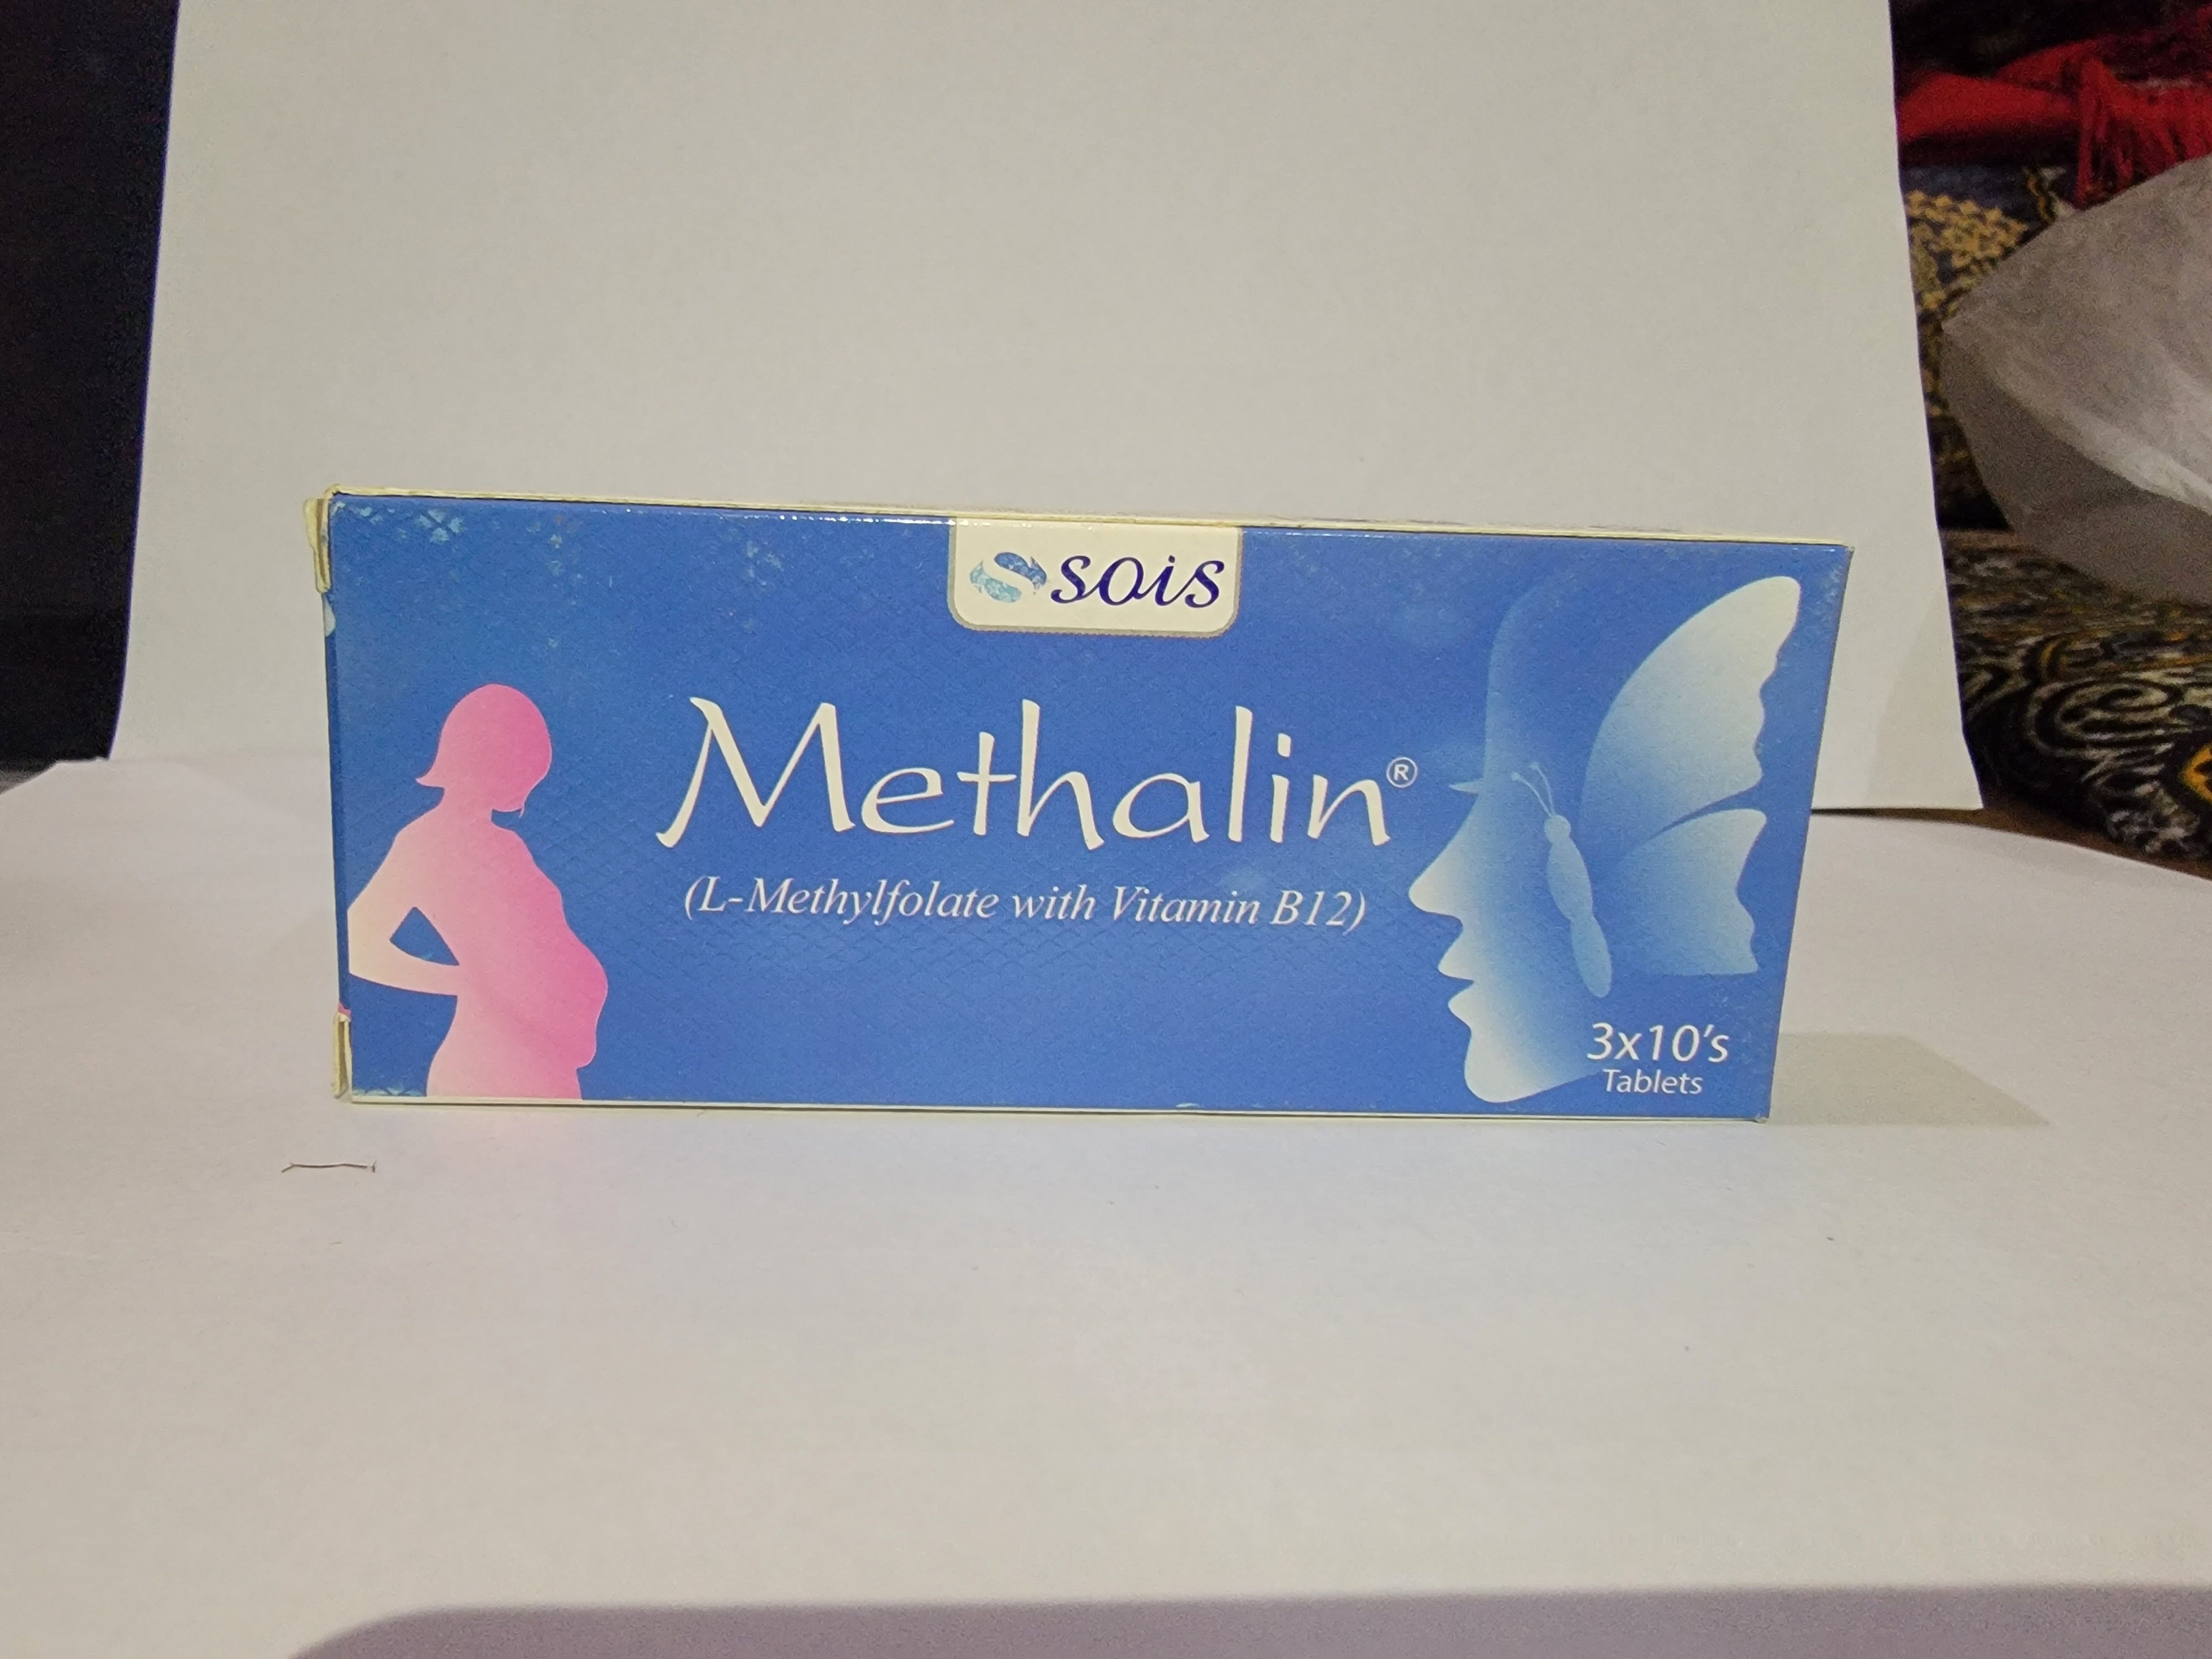 sois
Methalin®
(L-Methylfolate with Vitamin B12)
3x10's
Tablets